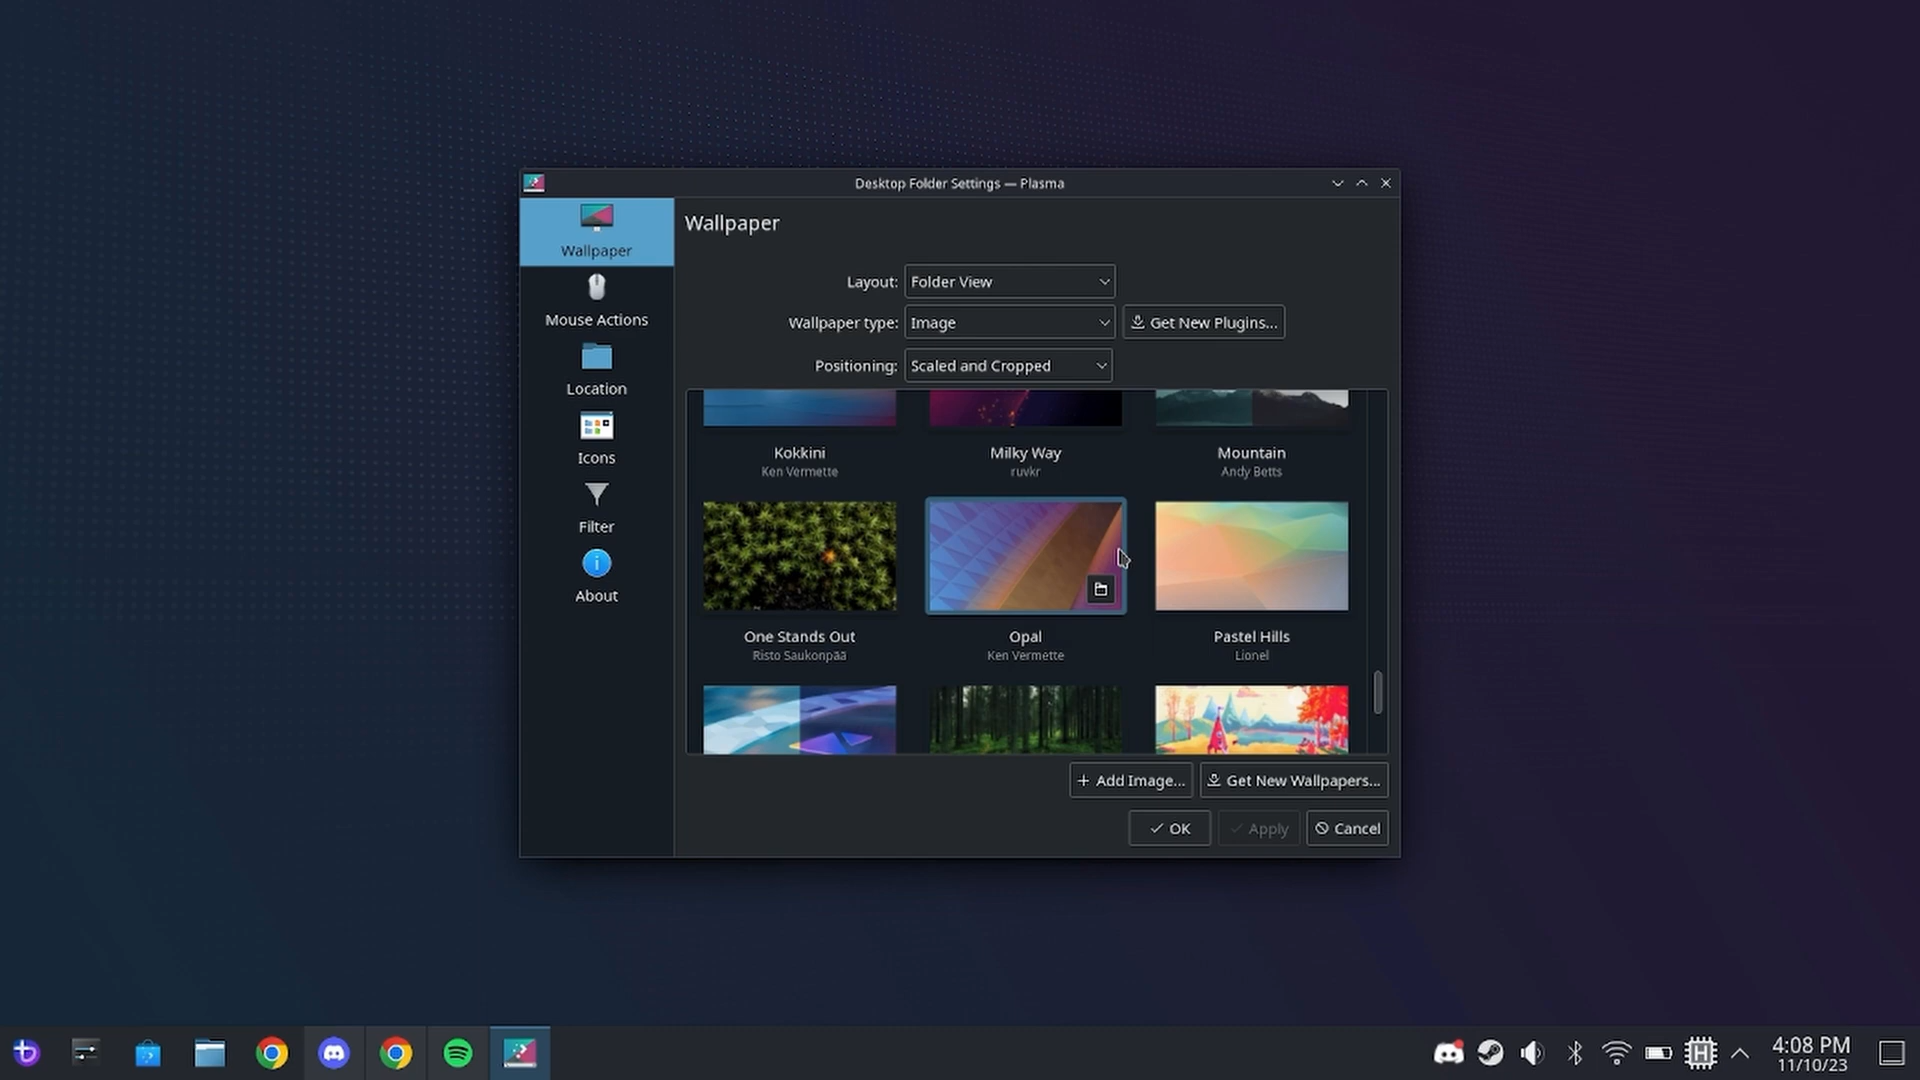 Desktop Folder Settings — Plasma
Wallpaper
Mouse Actions
Location
Icons
Filter
About
Wallpaper
Layout: Folder View
Wallpaper type: Image Get New Plugins...
Positioning: Scaled and Cropped
Kokkini Milky Way Mountain
Ken Vermette ruvkr Andy Betts
One Stands Out Opal Pastel Hills
Risto Saukonpää Ken Vermette Lionel
Add Image... Get New Wallpapers...
OK Apply Cancel
4:08 PM
11/10/23